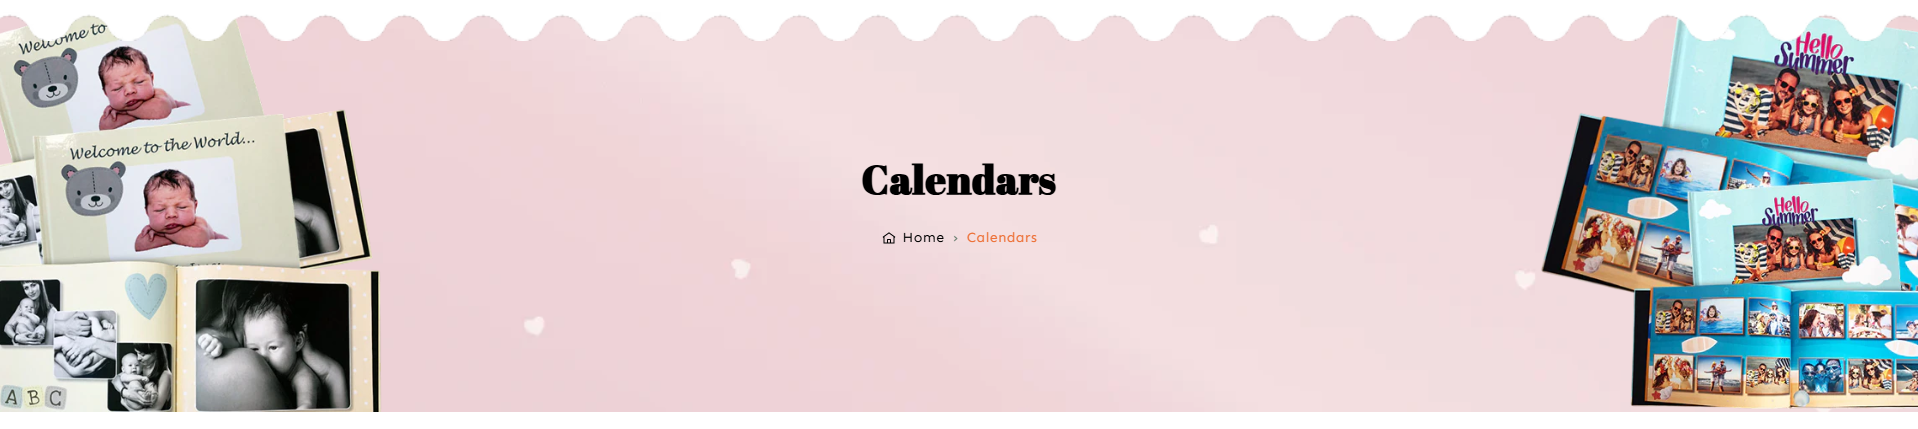 Welcome to
Welcome to the World...
A B C
Calendars
Home › Calendars
Hello
Summer
Hello
Summer